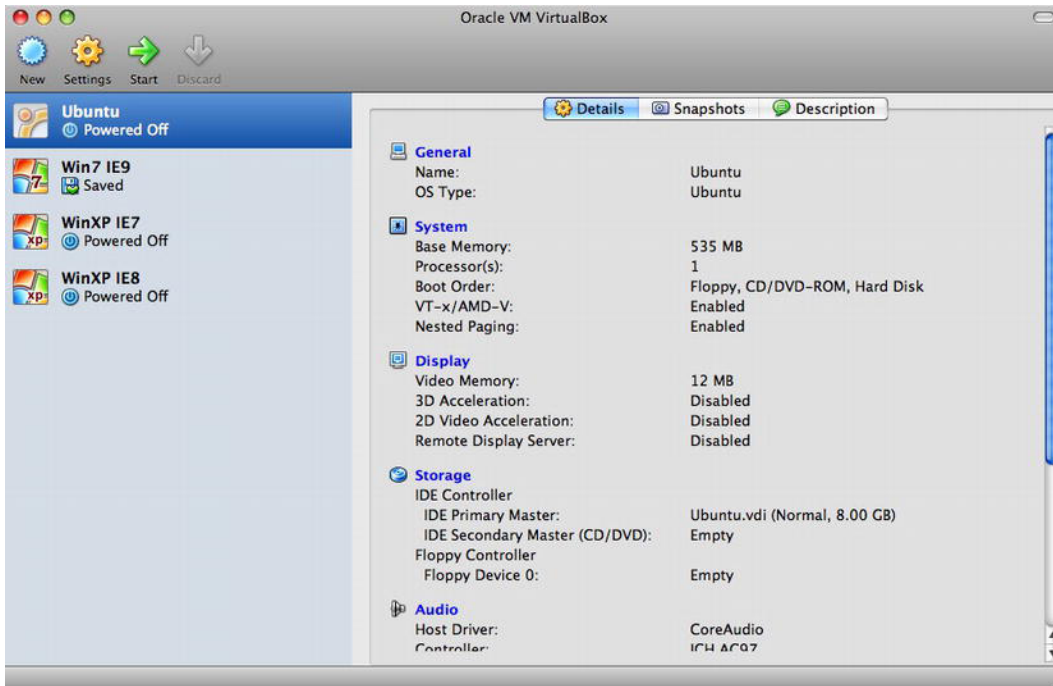 Oracle VM VirtualBox
New Settings Start Discard
Ubuntu
Powered Off
Win7 IE9
Saved
WinXP IE7
Powered Off
WinXP IE8
Powered Off
Details Snapshots Description
General
Name: Ubuntu
OS Type: Ubuntu
System
Base Memory: 535 MB
Processor(s): 1
Boot Order: Floppy, CD/DVD-ROM, Hard Disk
VT-x/AMD-V: Enabled
Nested Paging: Enabled
Display
Video Memory: 12 MB
3D Acceleration: Disabled
2D Video Acceleration: Disabled
Remote Display Server: Disabled
Storage
IDE Controller
IDE Primary Master: Ubuntu.vdi (Normal, 8.00 GB)
IDE Secondary Master (CD/DVD): Empty
Floppy Controller
Floppy Device 0: Empty
Audio
Host Driver: CoreAudio
Controller: ICH AC97